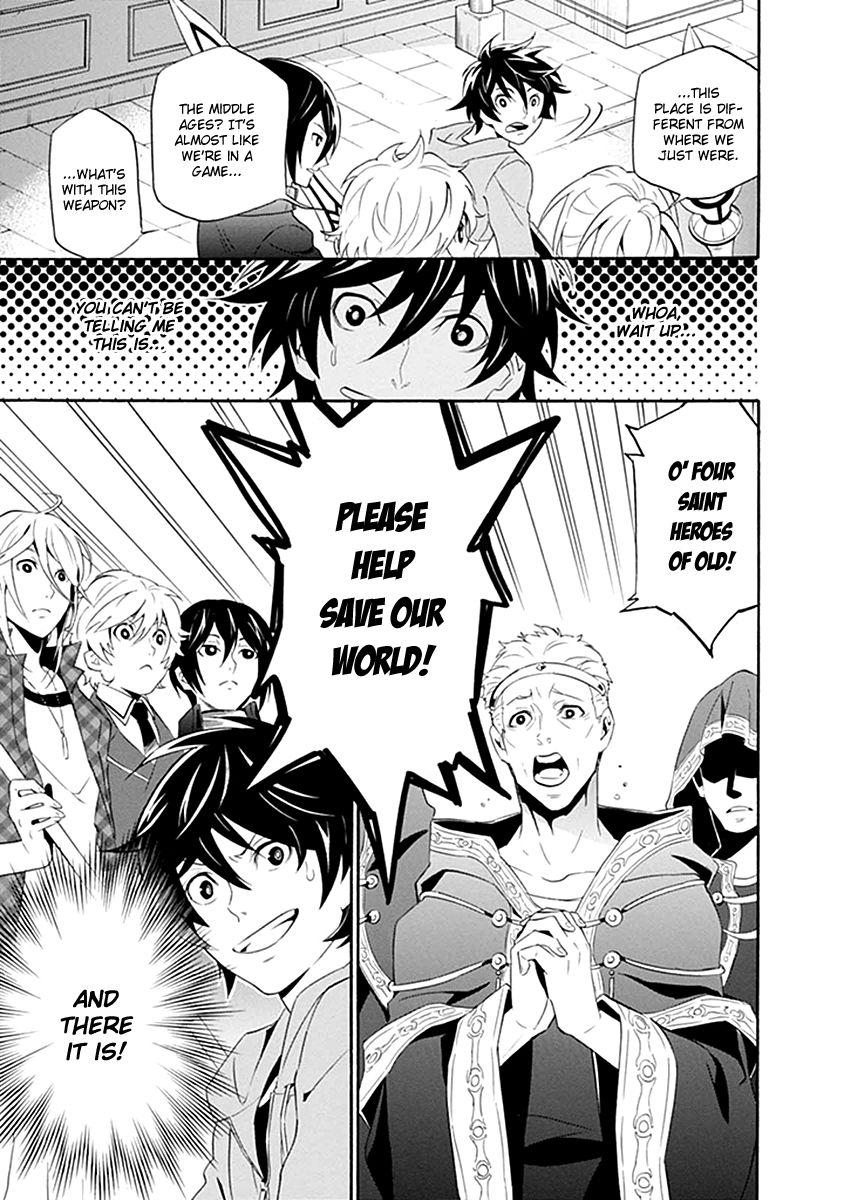 ...THIS
PLACE IS DIF-
FERENT FROM
WHERE WE
JUST WERE.
THE MIDDLE
AGES? IT'S
ALMOST LIKE
WE'RE IN A
GAME...
...WHAT'S
WITH THIS
WEAPON?
WHOA,
WAIT UP...
YOU CAN'T BE
TELLING ME
THIS IS...
O' FOUR
SAINT
HEROES
OF OLD!
PLEASE
HELP
SAVE OUR
WORLD!
AND
THERE
IT IS!